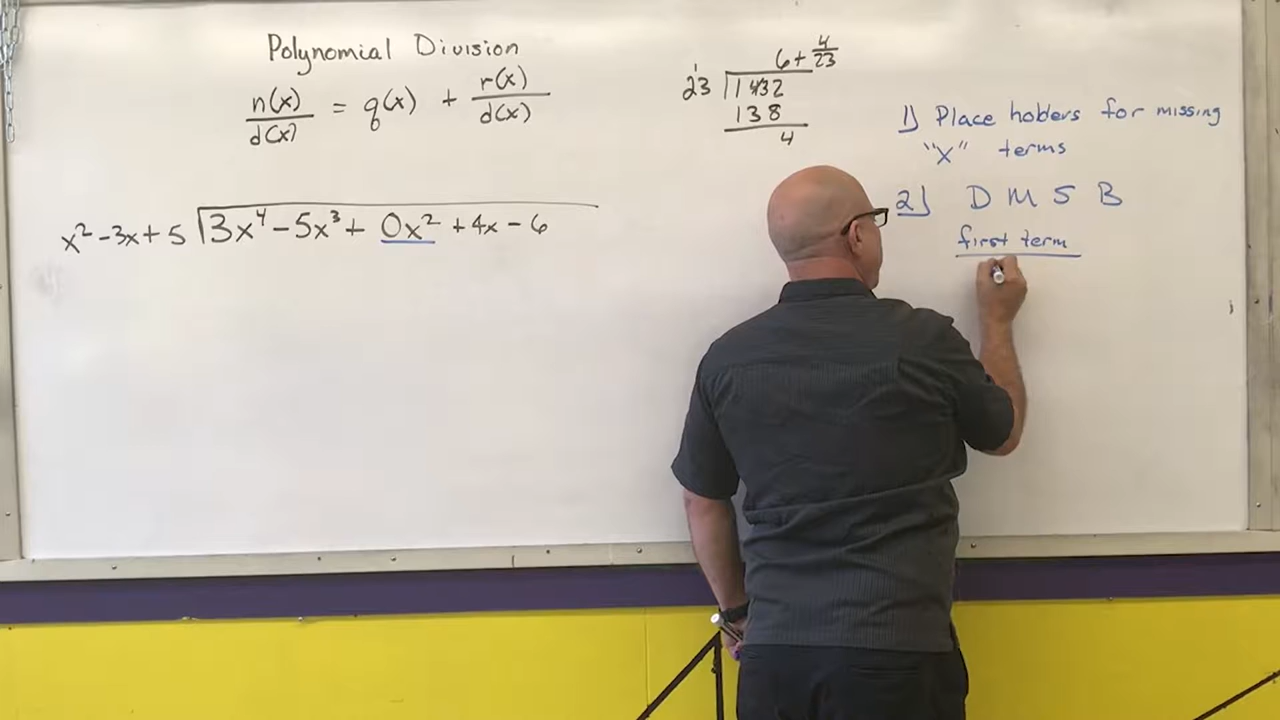 Polynomial Division
n(x)/d(x) = q(x) + r(x)/d(x)
x² - 3x + 5 ⟌ 3x⁴ - 5x³ + 0x² + 4x - 6
6 + 4/23
1
23 ⟌ 1432
138
4
1) Place holders for missing
"X" terms
2) D M S B
first term